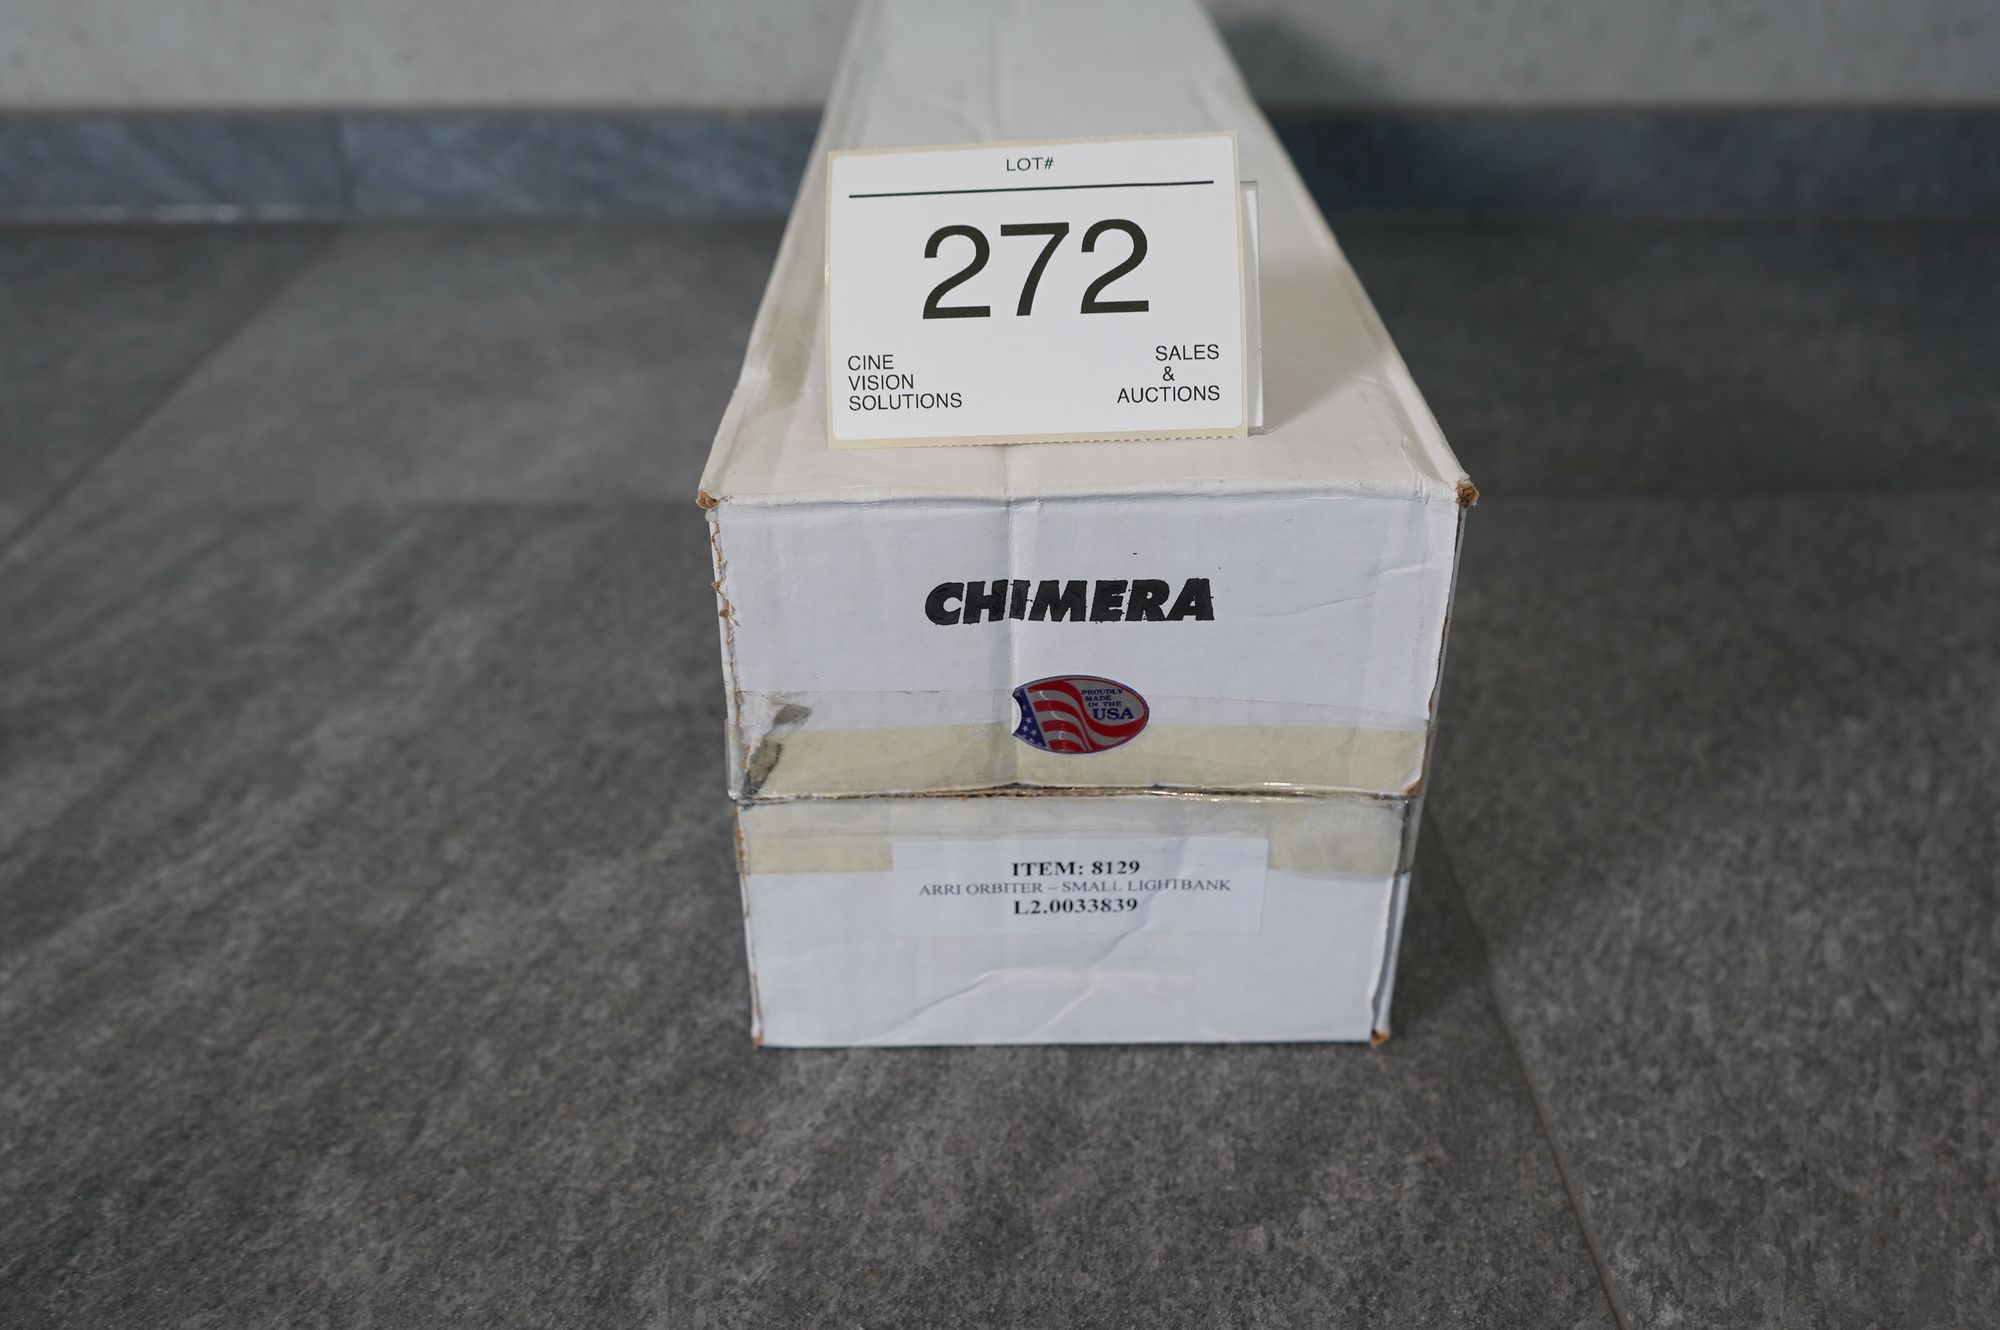 LOT#
272
CINE
VISION
SOLUTIONS
SALES
&
AUCTIONS
CHIMERA
PROUDLY
MADE
IN THE
USA
ITEM: 8129
ARRI ORBITER – SMALL LIGHTBANK
L2.0033839